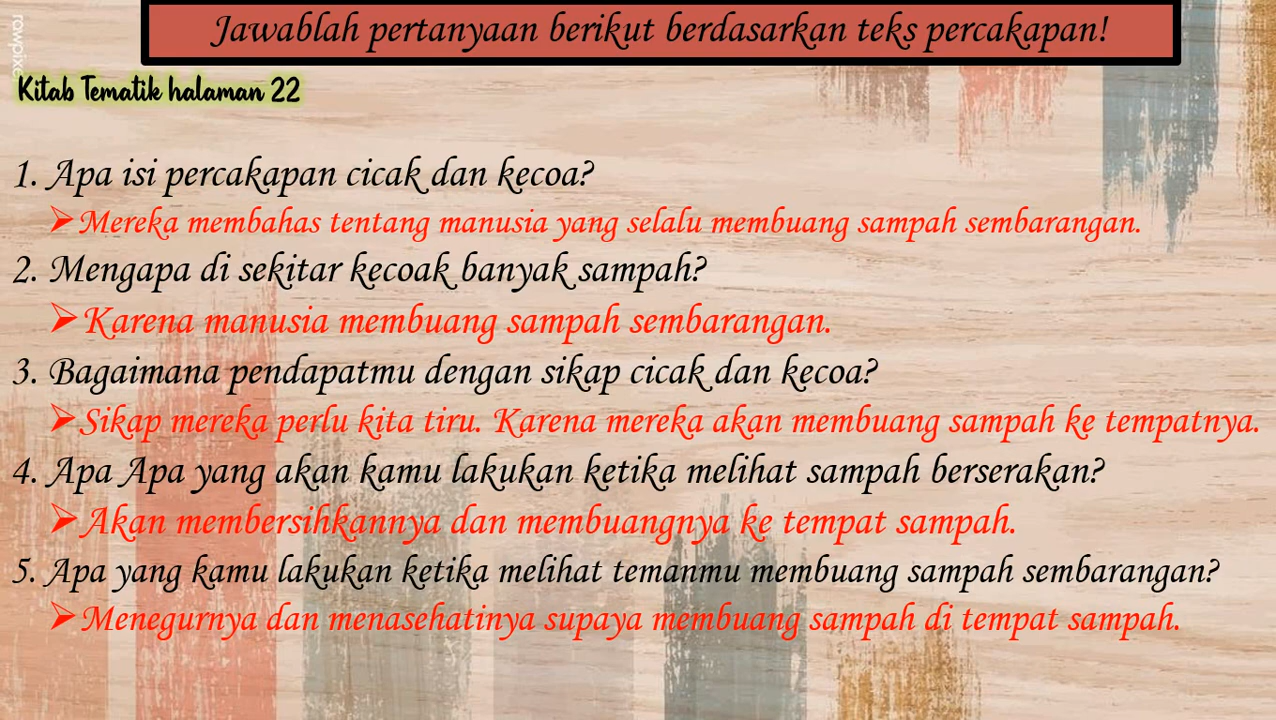 Jawablah pertanyaan berikut berdasarkan teks percakapan!
Kitab Tematik halaman 22
1. Apa isi percakapan cicak dan kecoa?
➢Mereka membahas tentang manusia yang selalu membuang sampah sembarangan.
2. Mengapa di sekitar kecoak banyak sampah?
➢Karena manusia membuang sampah sembarangan.
3. Bagaimana pendapatmu dengan sikap cicak dan kecoa?
➢Sikap mereka perlu kita tiru. Karena mereka akan membuang sampah ke tempatnya.
4. Apa Apa yang akan kamu lakukan ketika melihat sampah berserakan?
➢Akan membersihkannya dan membuangnya ke tempat sampah.
5. Apa yang kamu lakukan ketika melihat temanmu membuang sampah sembarangan?
➢Menegurnya dan menasehatinya supaya membuang sampah di tempat sampah.